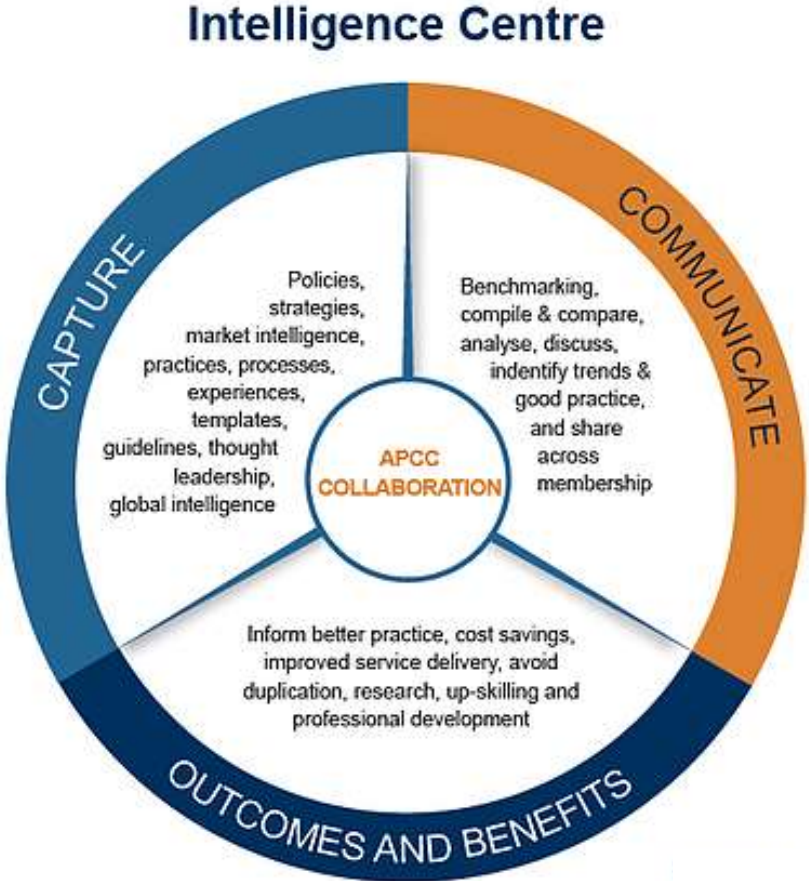 Intelligence Centre
CAPTURE
Policies,
strategies,
market intelligence,
practices, processes,
experiences,
templates,
guidelines, thought
leadership,
global intelligence
COMMUNICATE
Benchmarking,
compile & compare,
analyse, discuss,
indentify trends &
good practice,
and share
across
membership
APCC
COLLABORATION
Inform better practice, cost savings,
improved service delivery, avoid
duplication, research, up-skilling and
professional development
OUTCOMES AND BENEFITS